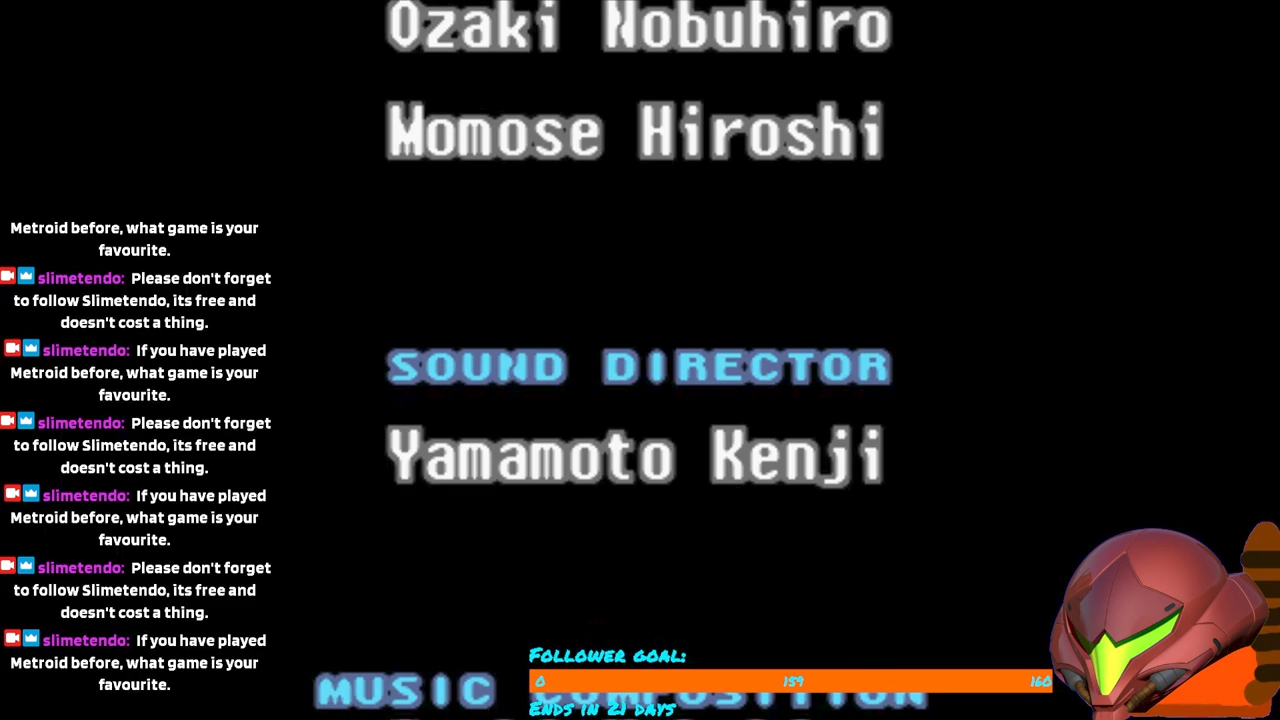 Ozaki Nobuhiro
Momose Hiroshi
Metroid before, what game is your
favourite.
slimetendo: Please don't forget
to follow Slimetendo, its free and
doesn't cost a thing.
slimetendo: If you have played
Metroid before, what game is your
favourite.
slimetendo: Please don't forget
to follow Slimetendo, its free and
doesn't cost a thing.
slimetendo: If you have played
Metroid before, what game is your
favourite.
slimetendo: Please don't forget
to follow Slimetendo, its free and
doesn't cost a thing.
slimetendo: If you have played
Metroid before, what game is your
favourite.
SOUND DIRECTOR
Yamamoto Kenji
MUSIC COMPOSITION
Follower goal:
0 159 160
Ends in 21 days